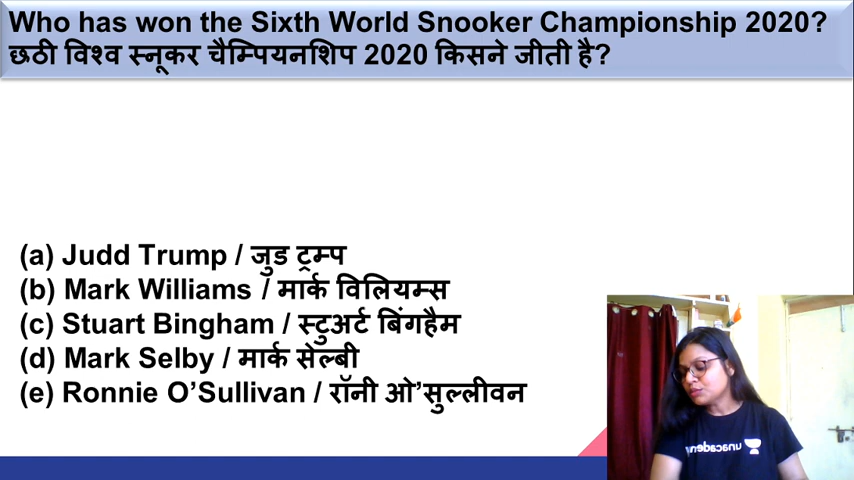 Who has won the Sixth World Snooker Championship 2020?
छठी विश्व स्नूकर चैम्पियनशिप 2020 किसने जीती है?
(a) Judd Trump / जुड ट्रम्प
(b) Mark Williams / मार्क विलियम्स
(c) Stuart Bingham / स्टुअर्ट बिंगहैम
(d) Mark Selby / मार्क सेल्बी
(e) Ronnie O’Sullivan / रॉनी ओ’सुल्लीवन
unacademy